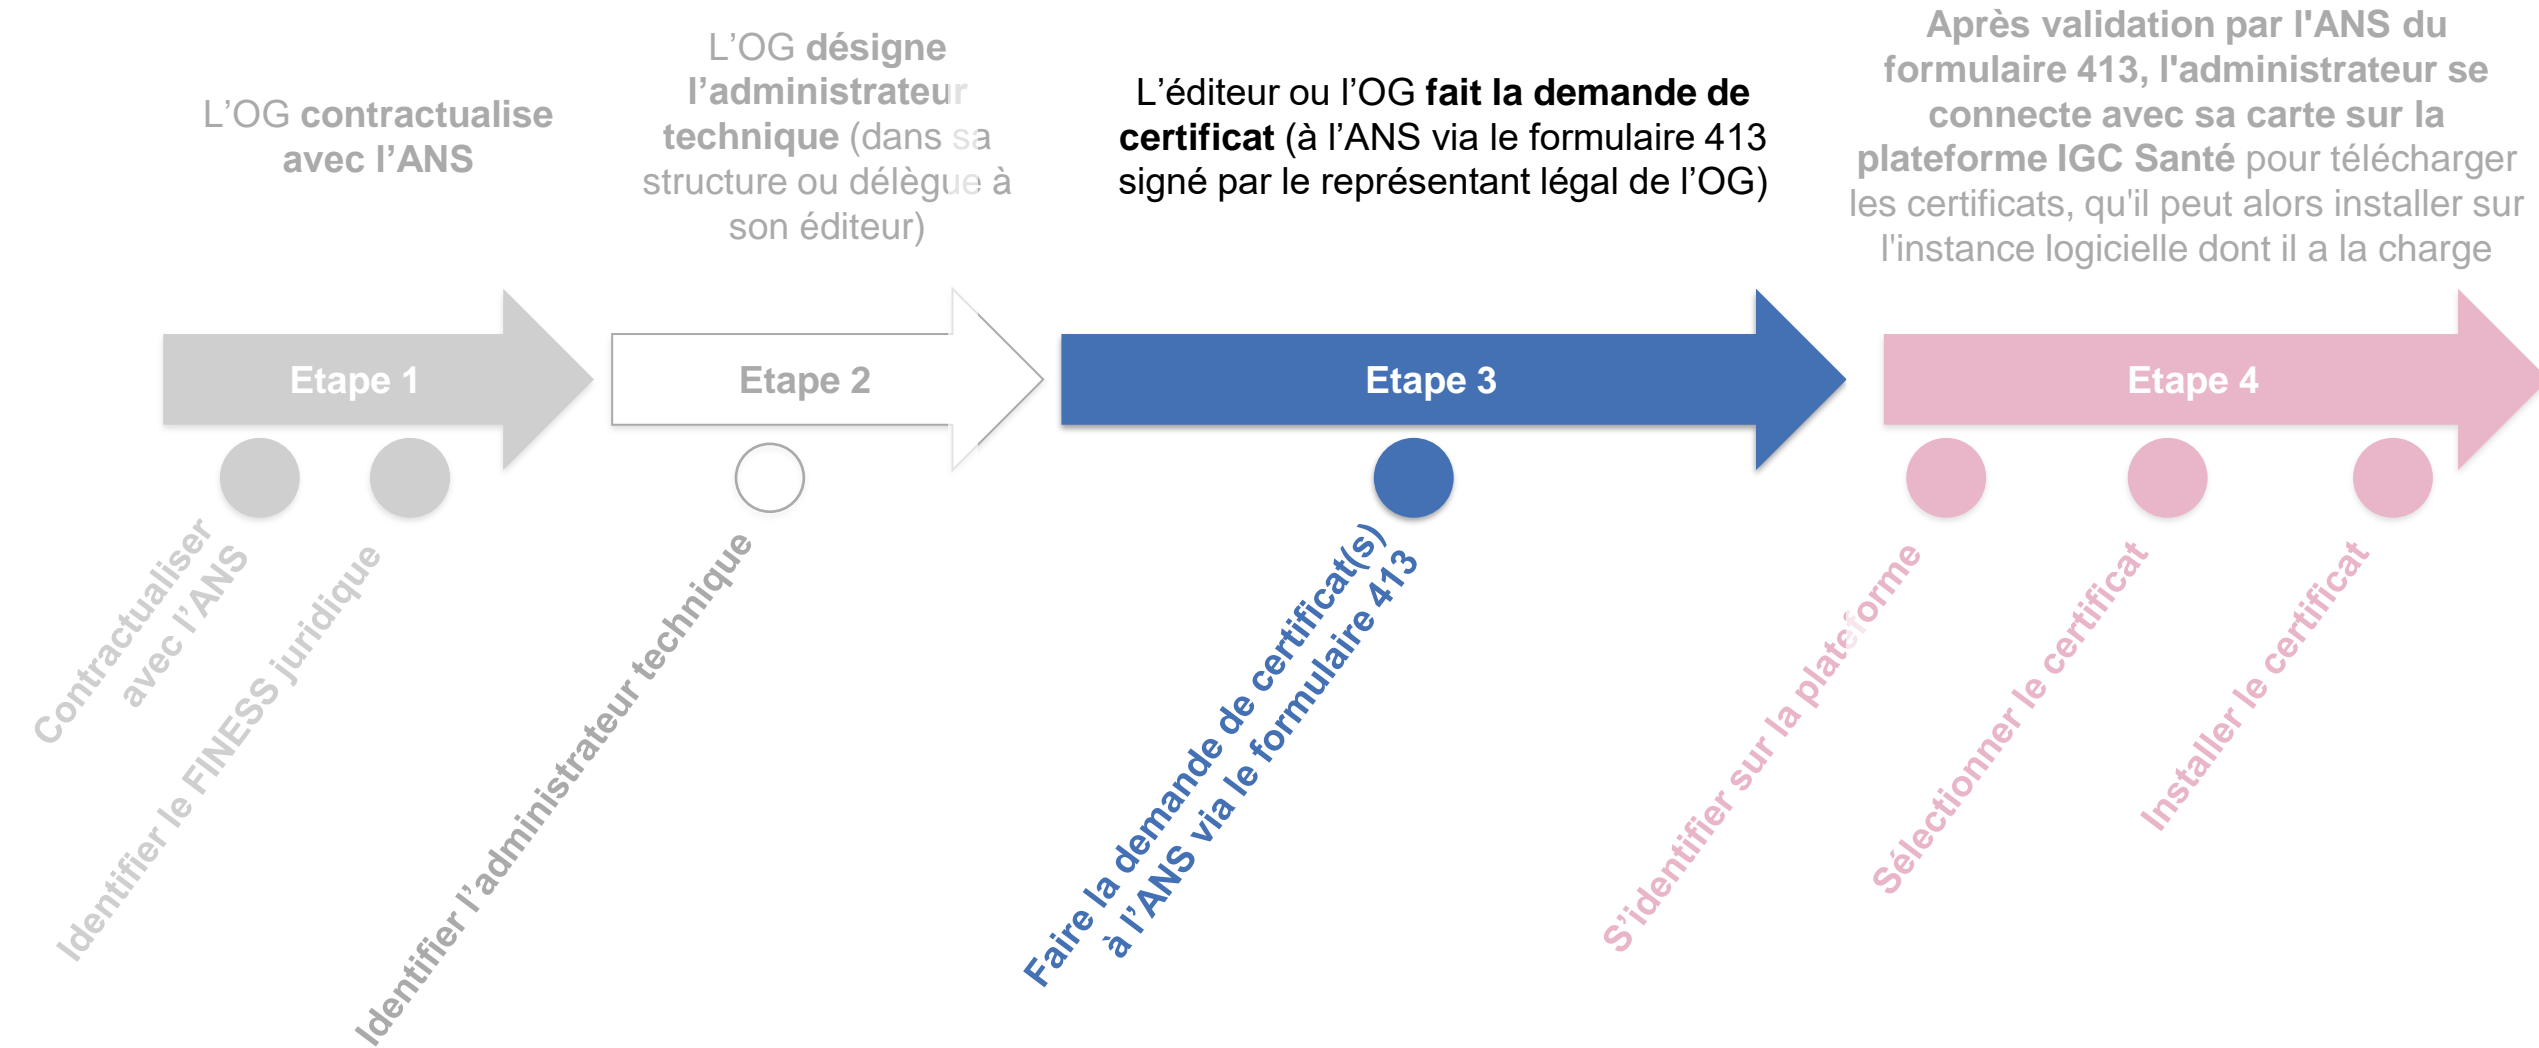 L’OG contractualise
avec l’ANS
L’OG désigne
l’administrateur
technique (dans sa
structure ou délègue à
son éditeur)
L’éditeur ou l’OG fait la demande de
certificat (à l’ANS via le formulaire 413
signé par le représentant légal de l’OG)
Après validation par l'ANS du
formulaire 413, l'administrateur se
connecte avec sa carte sur la
plateforme IGC Santé pour télécharger
les certificats, qu'il peut alors installer sur
l'instance logicielle dont il a la charge
Etape 1
Etape 2
Etape 3
Etape 4
Contractualiser
avec l’ANS
Identifier le FINESS juridique
Identifier l’administrateur technique
Faire la demande de certificat(s)
à l’ANS via le formulaire 413
S’identifier sur la plateforme
Sélectionner le certificat
Installer le certificat